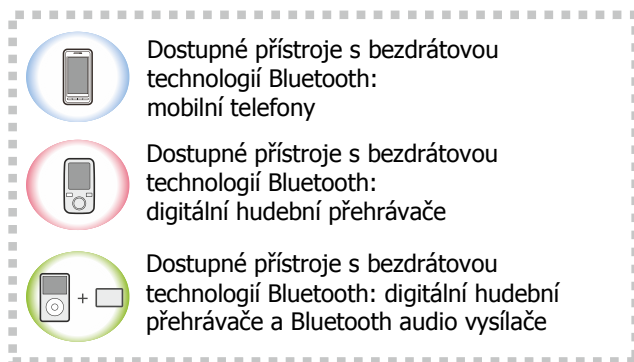 Dostupné přístroje s bezdrátovou
technologií Bluetooth:
mobilní telefony
Dostupné přístroje s bezdrátovou
technologií Bluetooth:
digitální hudební přehrávače
+
Dostupné přístroje s bezdrátovou
technologií Bluetooth: digitální hudební
přehrávače a Bluetooth audio vysílače